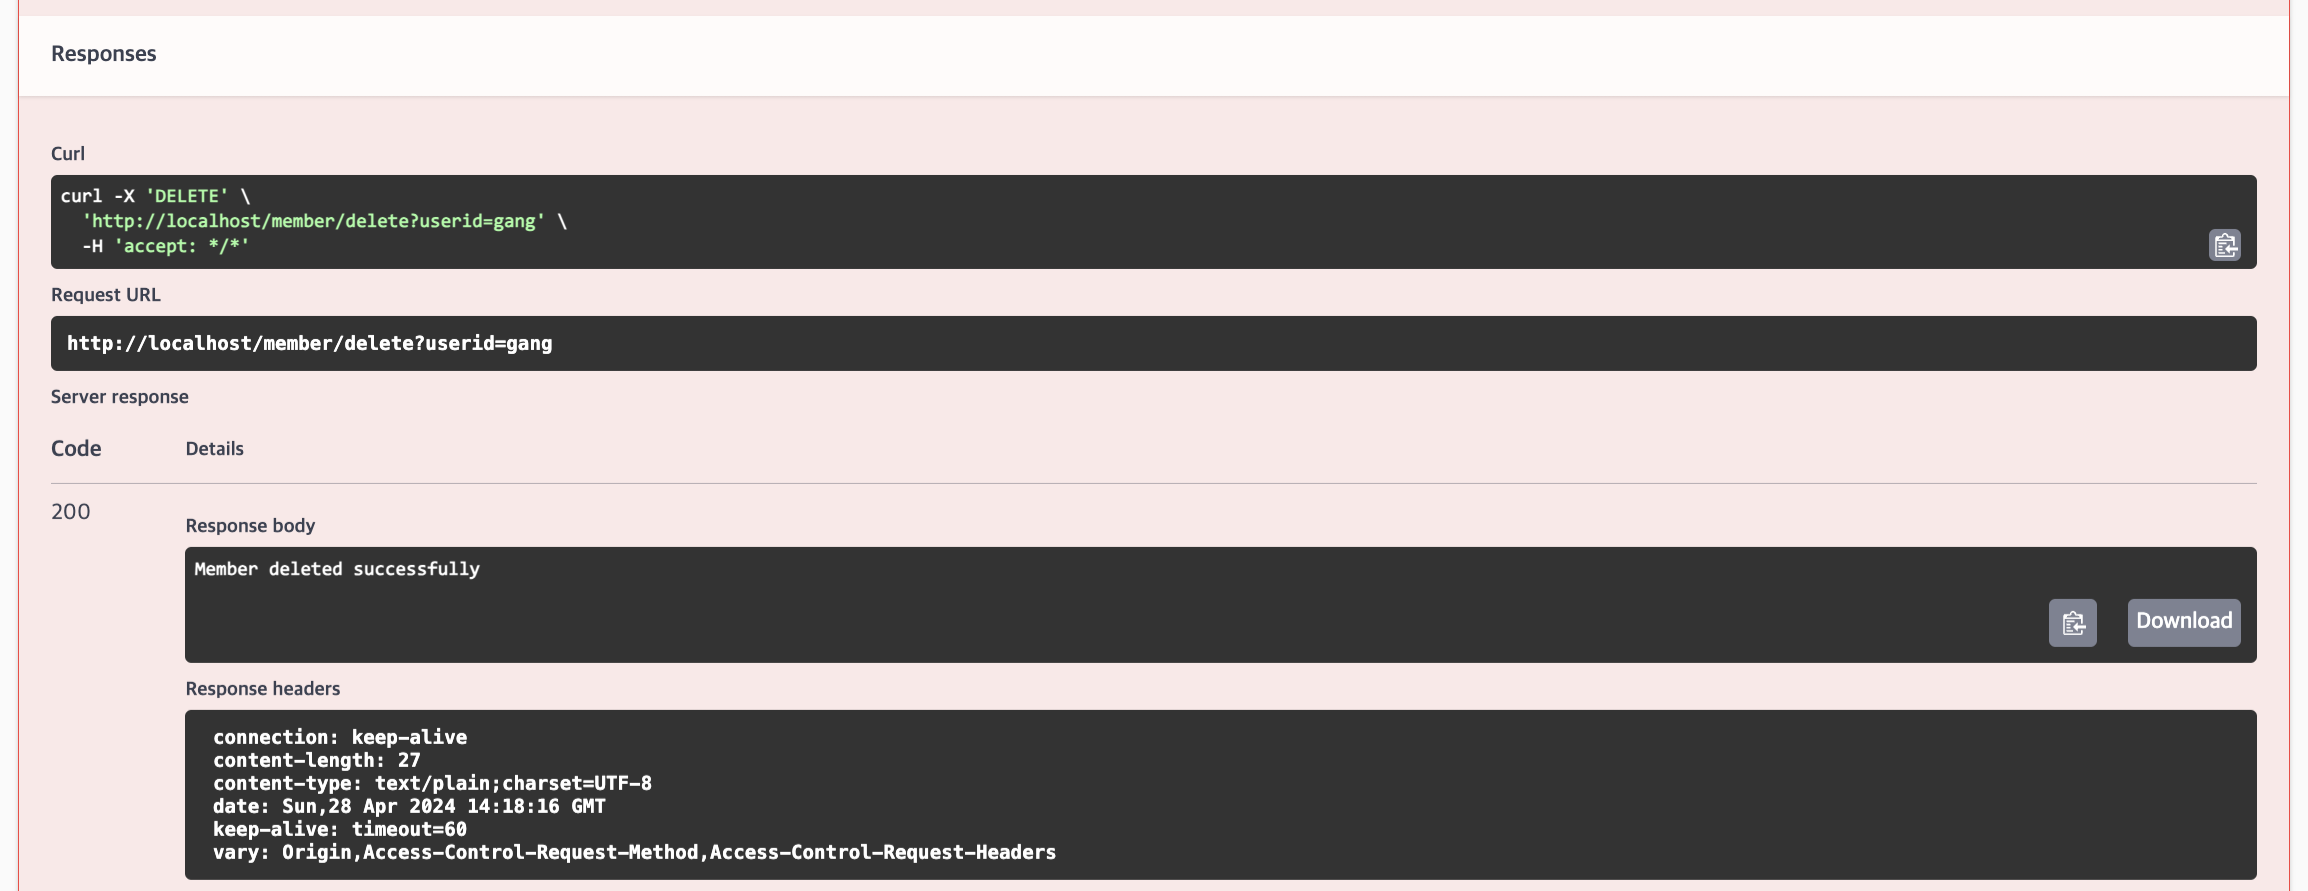 Responses
Curl
curl -X 'DELETE' \
'http://localhost/member/delete?userid=gang' \
-H 'accept: */*'
Request URL
http://localhost/member/delete?userid=gang
Server response
Code Details
200
Response body
Member deleted successfully
Download
Response headers
connection: keep-alive
content-length: 27
content-type: text/plain;charset=UTF-8
date: Sun,28 Apr 2024 14:18:16 GMT
keep-alive: timeout=60
vary: Origin,Access-Control-Request-Method,Access-Control-Request-Headers